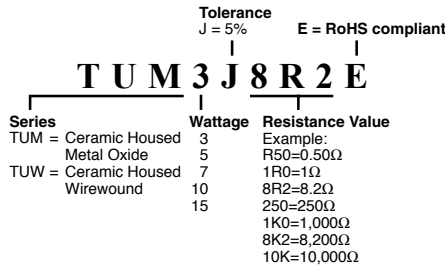 Tolerance
J = 5%
E = RoHS compliant
T U M 3 J 8 R 2 E
Series
TUM = Ceramic Housed
Metal Oxide
TUW = Ceramic Housed
Wirewound
Wattage
3
5
7
10
15
Resistance Value
Example:
R50=0.50Ω
1R0=1Ω
8R2=8.2Ω
250=250Ω
1K0=1,000Ω
8K2=8,200Ω
10K=10,000Ω